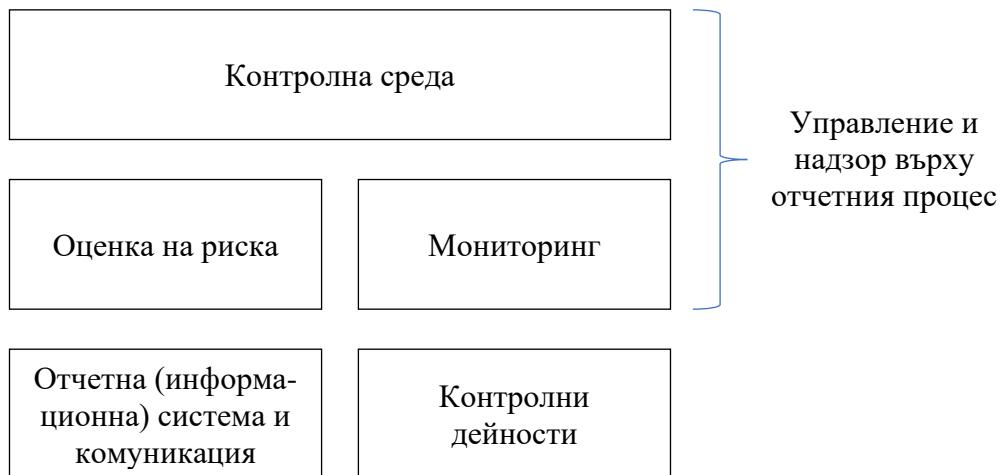 Контролна среда
Управление и
надзор върху
отчетния процес
Оценка на риска
Мониторинг
Отчетна (информа-
ционна) система и
комуникация
Контролни
дейности